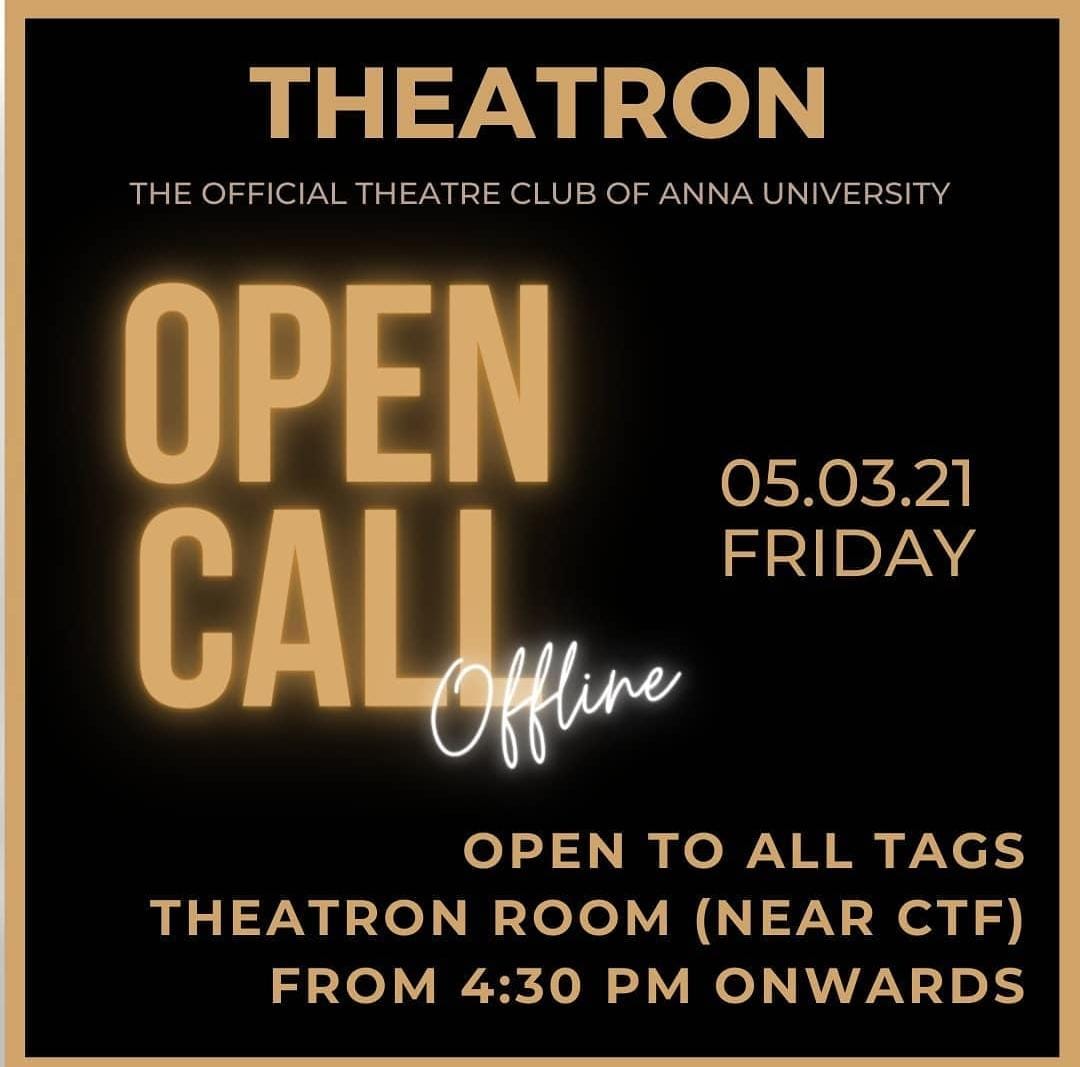 THEATRON
THE OFFICIAL THEATRE CLUB OF ANNA UNIVERSITY
OPEN
CALL
Offline
05.03.21
FRIDAY
OPEN TO ALL TAGS
THEATRON ROOM (NEAR CTF)
FROM 4:30 PM ONWARDS